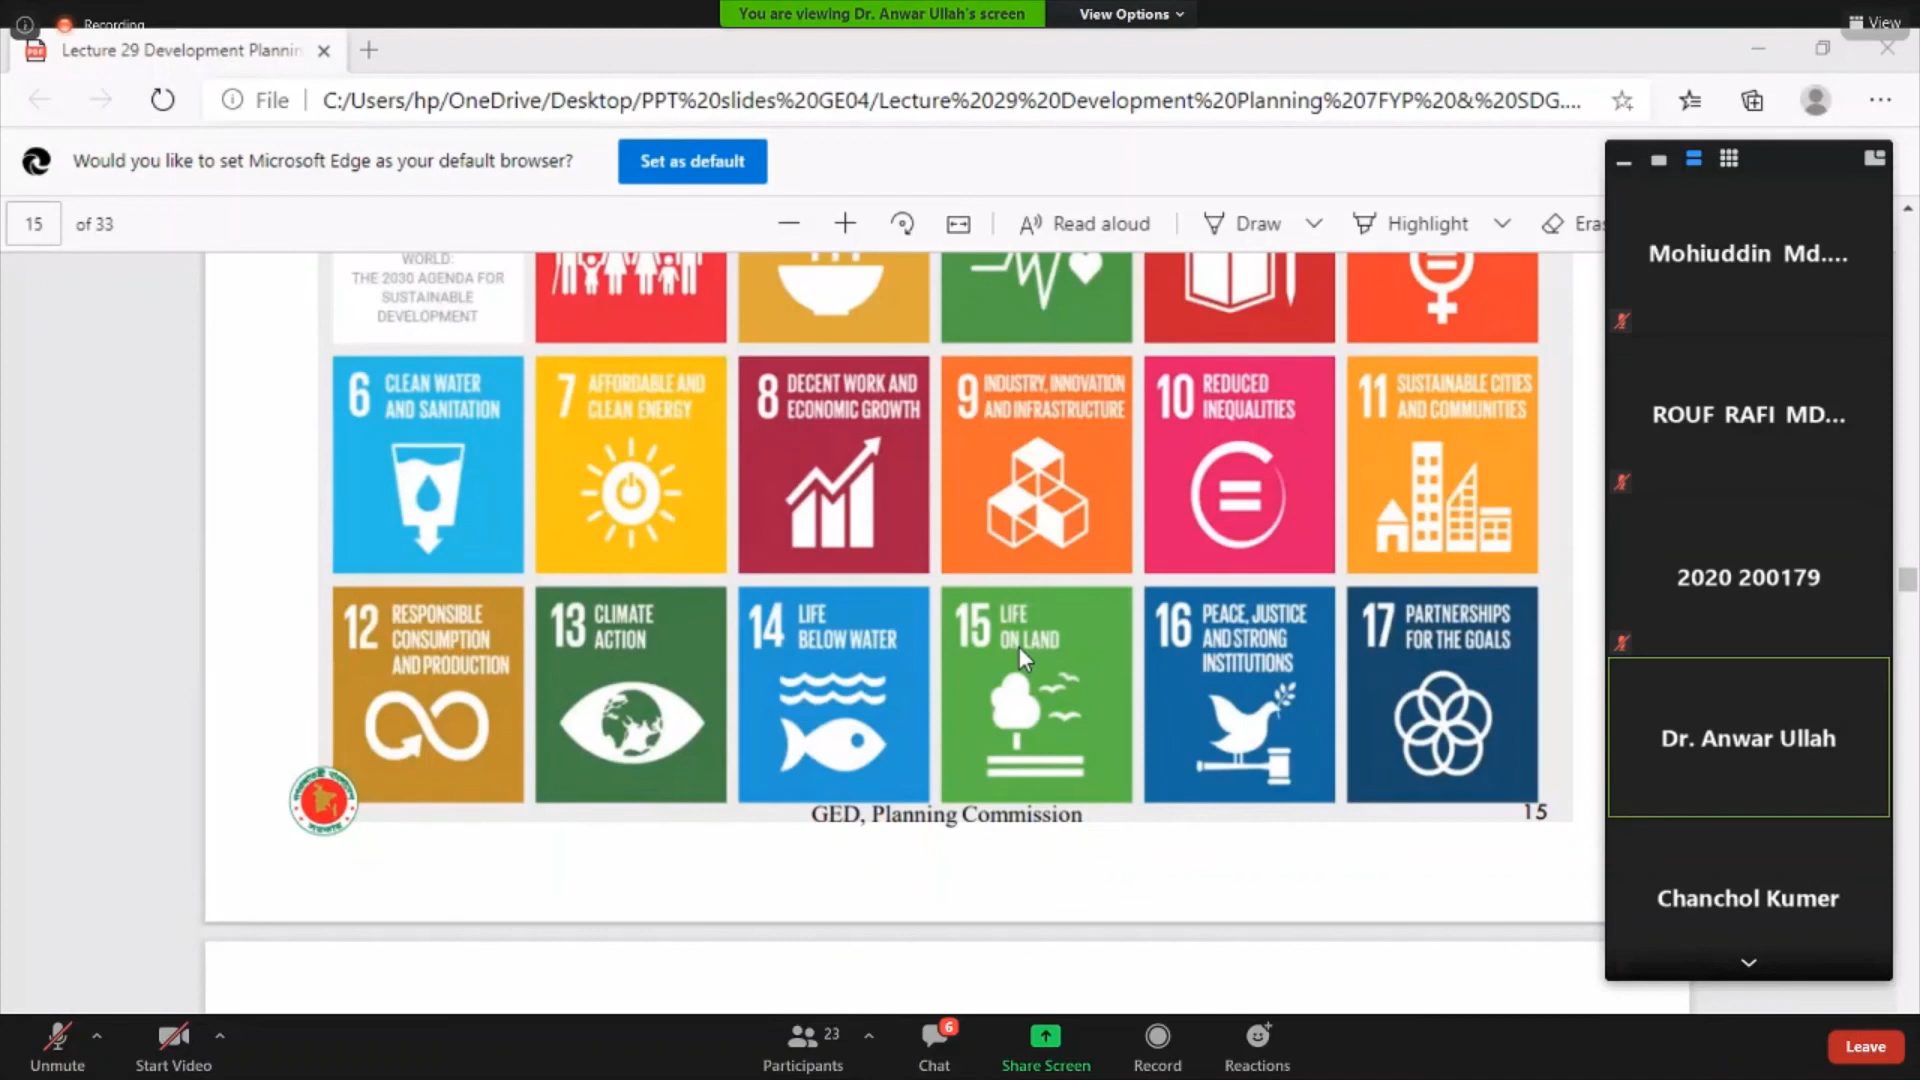 Recording
You are viewing Dr. Anwar Ullah's screen
View Options
View
Lecture 29 Development Plannin
File
C:/Users/hp/OneDrive/Desktop/PPT%20slides%20GE04/Lecture%2029%20Development%20Planning%207FYP%20&%20SDG....
Would you like to set Microsoft Edge as your default browser?
Set as default
15
of 33
Read aloud
Draw
Highlight
Eras
WORLD:
THE 2030 AGENDA FOR
SUSTAINABLE
DEVELOPMENT
6 CLEAN WATER
AND SANITATION
7 AFFORDABLE AND
CLEAN ENERGY
8 DECENT WORK AND
ECONOMIC GROWTH
9 INDUSTRY, INNOVATION
AND INFRASTRUCTURE
10 REDUCED
INEQUALITIES
11 SUSTAINABLE CITIES
AND COMMUNITIES
12 RESPONSIBLE
CONSUMPTION
AND PRODUCTION
13 CLIMATE
ACTION
14 LIFE
BELOW WATER
15 LIFE
ON LAND
16 PEACE, JUSTICE
AND STRONG
INSTITUTIONS
17 PARTNERSHIPS
FOR THE GOALS
GED, Planning Commission
15
Mohiuddin Md....
ROUF RAFI MD...
2020 200179
Dr. Anwar Ullah
Chanchol Kumer
Unmute
Start Video
23
Participants
6
Chat
Share Screen
Record
Reactions
Leave